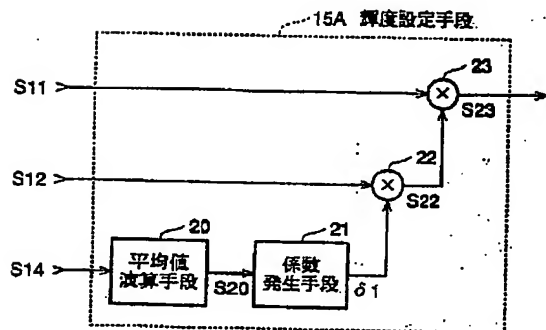 15A 輝度設定手段
23
S11
×
S23
22
S12
×
S22
20
21
S14
平均値
演算手段
S20
係数
発生手段
δ1